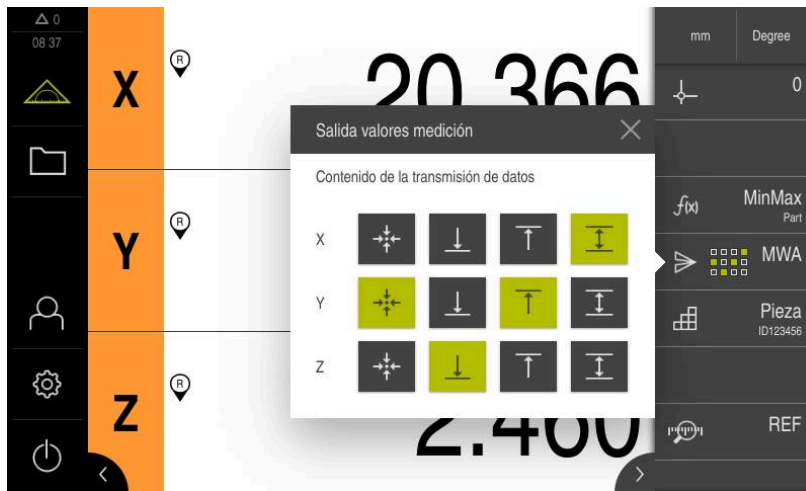 0
08 37
X
R
20.366
mm
Degree
0
Salida valores medición
Contenido de la transmisión de datos
X
Y
Z
f(x)
MinMax
Part
Y
R
MWA
Pieza
ID123456
Z
R
2.460
REF